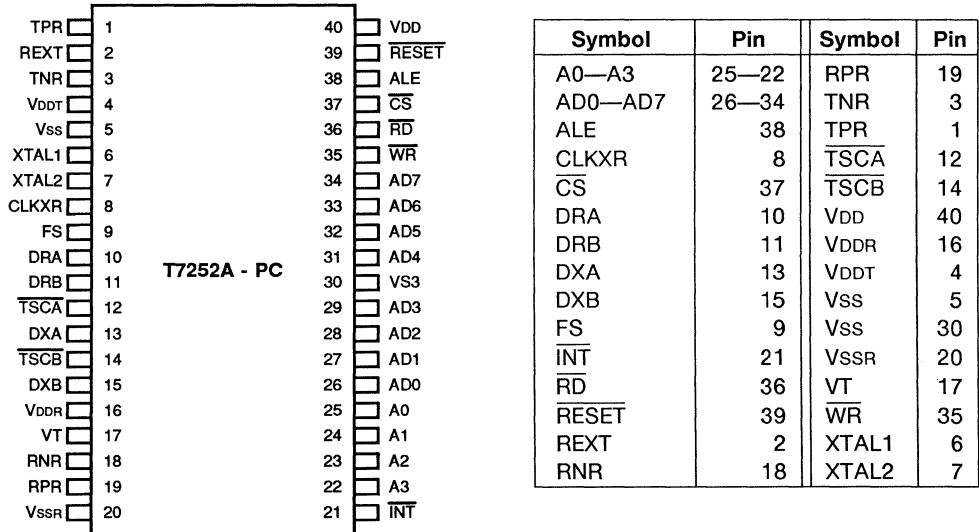 TPR 1 40 VDD
REXT 2 39 RESET
TNR 3 38 ALE
VDDT 4 37 CS
Vss 5 36 RD
XTAL1 6 35 WR
XTAL2 7 34 AD7
CLKXR 8 33 AD6
FS 9 32 AD5
DRA 10 31 AD4
DRB 11 30 VS3
TSCA 12 29 AD3
DXA 13 28 AD2
TSCB 14 27 AD1
DXB 15 26 AD0
VDDR 16 25 A0
VT 17 24 A1
RNR 18 23 A2
RPR 19 22 A3
VSSR 20 21 INT
T7252A - PC
Symbol Pin Symbol Pin
A0—A3 25—22 RPR 19
AD0—AD7 26—34 TNR 3
ALE 38 TPR 1
CLKXR 8 TSCA 12
CS 37 TSCB 14
DRA 10 VDD 40
DRB 11 VDDR 16
DXA 13 VDDT 4
DXB 15 Vss 5
FS 9 Vss 30
INT 21 VSSR 20
RD 36 VT 17
RESET 39 WR 35
REXT 2 XTAL1 6
RNR 18 XTAL2 7